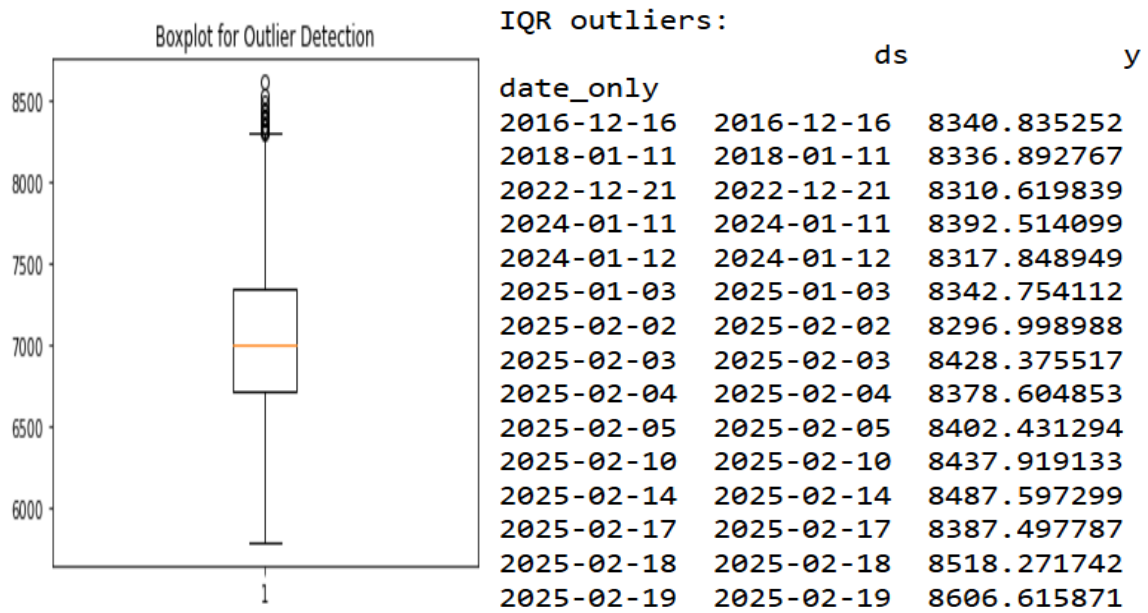 Boxplot for Outlier Detection
8500
8000
7500
7000
6500
6000
1
IQR outliers:
ds y
date_only
2016-12-16 2016-12-16 8340.835252
2018-01-11 2018-01-11 8336.892767
2022-12-21 2022-12-21 8310.619839
2024-01-11 2024-01-11 8392.514099
2024-01-12 2024-01-12 8317.848949
2025-01-03 2025-01-03 8342.754112
2025-02-02 2025-02-02 8296.998988
2025-02-03 2025-02-03 8428.375517
2025-02-04 2025-02-04 8378.604853
2025-02-05 2025-02-05 8402.431294
2025-02-10 2025-02-10 8437.919133
2025-02-14 2025-02-14 8487.597299
2025-02-17 2025-02-17 8387.497787
2025-02-18 2025-02-18 8518.271742
2025-02-19 2025-02-19 8606.615871